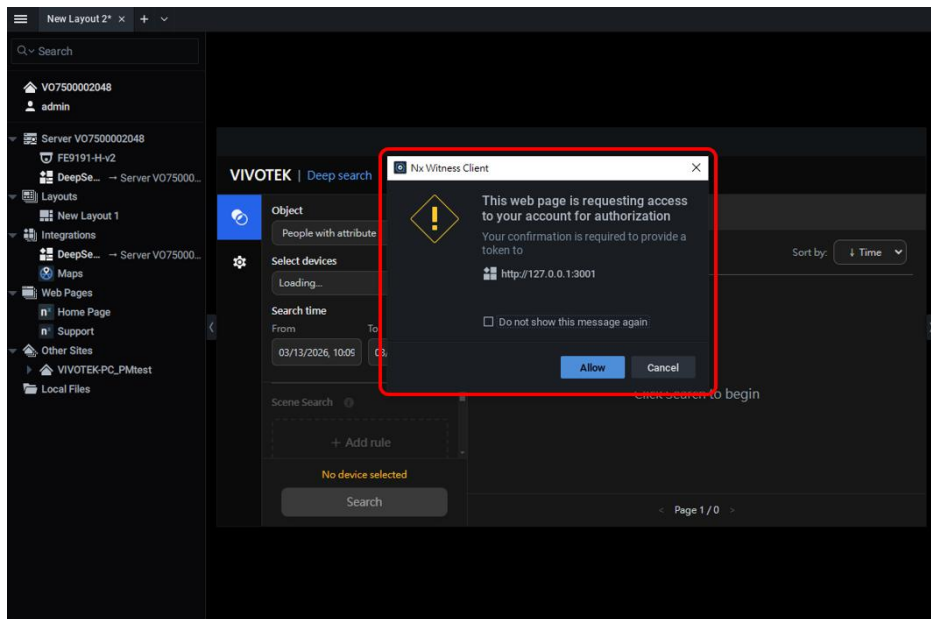 New Layout 2*
Search
VO7500002048
admin
Server VO7500002048
FE9191-H-v2
DeepSe... → Server VO75000...
Layouts
New Layout 1
Integrations
DeepSe... → Server VO75000...
Maps
Web Pages
Home Page
Support
Other Sites
VIVOTEK-PC_PMtest
Local Files
VIVOTEK | Deep search
Object
People with attribute
Select devices
Loading...
Search time
From To
03/13/2026, 10:05
Scene Search
+ Add rule
No device selected
Search
Nx Witness Client
This web page is requesting access
to your account for authorization
Your confirmation is required to provide a
token to
http://127.0.0.1:3001
Do not show this message again
Allow Cancel
Sort by: ↓ Time
to begin
< Page 1 / 0 >